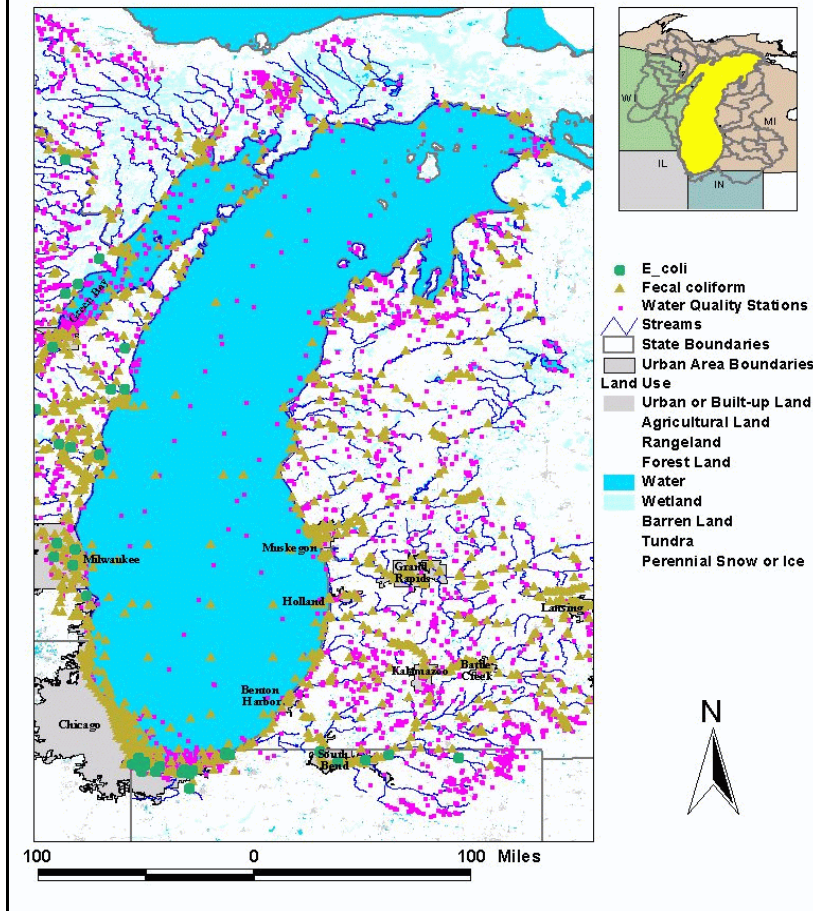 WI
MI
IL
IN
Green Bay
Milwaukee
Muskegon
Grand
Rapids
Holland
Lansing
Kalamazoo
Battle
Creek
Benton
Harbor
Chicago
South
Bend
E_coli
Fecal coliform
Water Quality Stations
Streams
State Boundaries
Urban Area Boundaries
Land Use
Urban or Built-up Land
Agricultural Land
Rangeland
Forest Land
Water
Wetland
Barren Land
Tundra
Perennial Snow or Ice
N
100 0 100 Miles